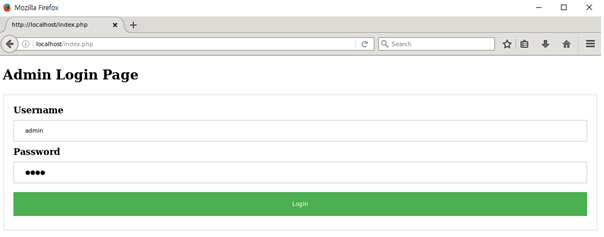 Mozilla Firefox
http://localhost/index.php
localhost/index.php
Search
Admin Login Page
Username
admin
Password
Login